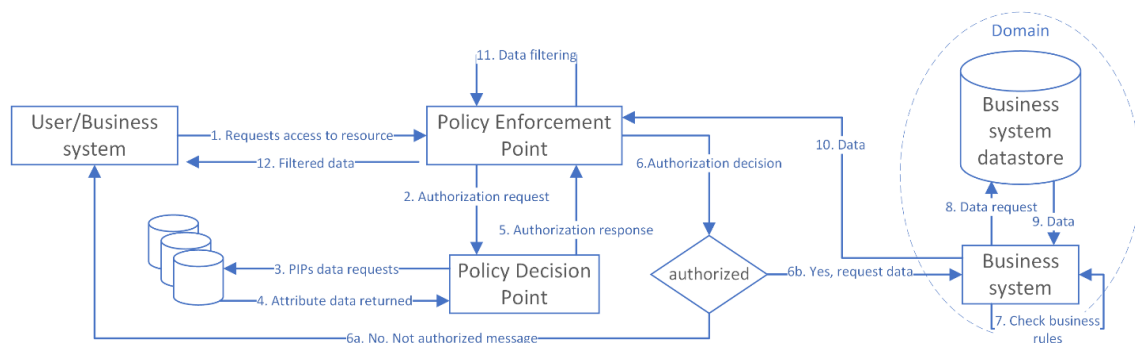 Domain
11. Data filtering
User/Business
system
1. Requests access to resource
12. Filtered data
Policy Enforcement
Point
10. Data
Business
system
datastore
6.Authorization decision
2. Authorization request
5. Authorization response
8. Data request
9. Data
3. PIPs data requests
4. Attribute data returned
Policy Decision
Point
authorized
6b. Yes, request data
Business
system
7. Check business
rules
6a. No. Not authorized message